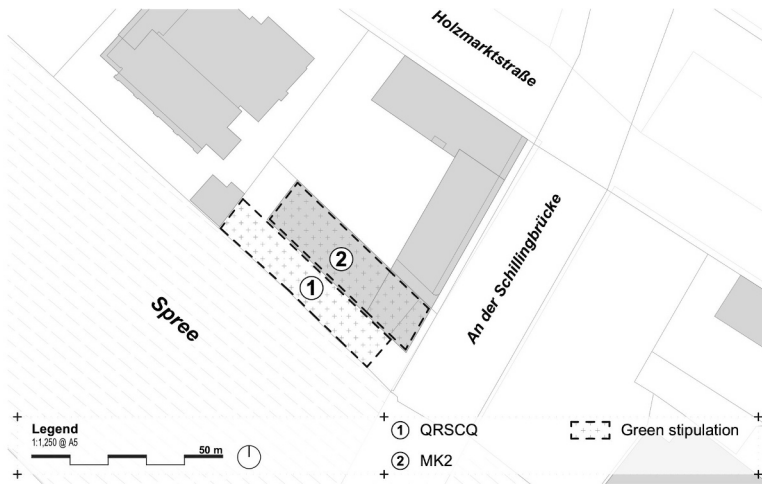 Holzmarktstraße
An der Schillingbrücke
2
1
Spree
Legend
1:1,250 @ A5
50 m
1 QRSCQ
2 MK2
Green stipulation